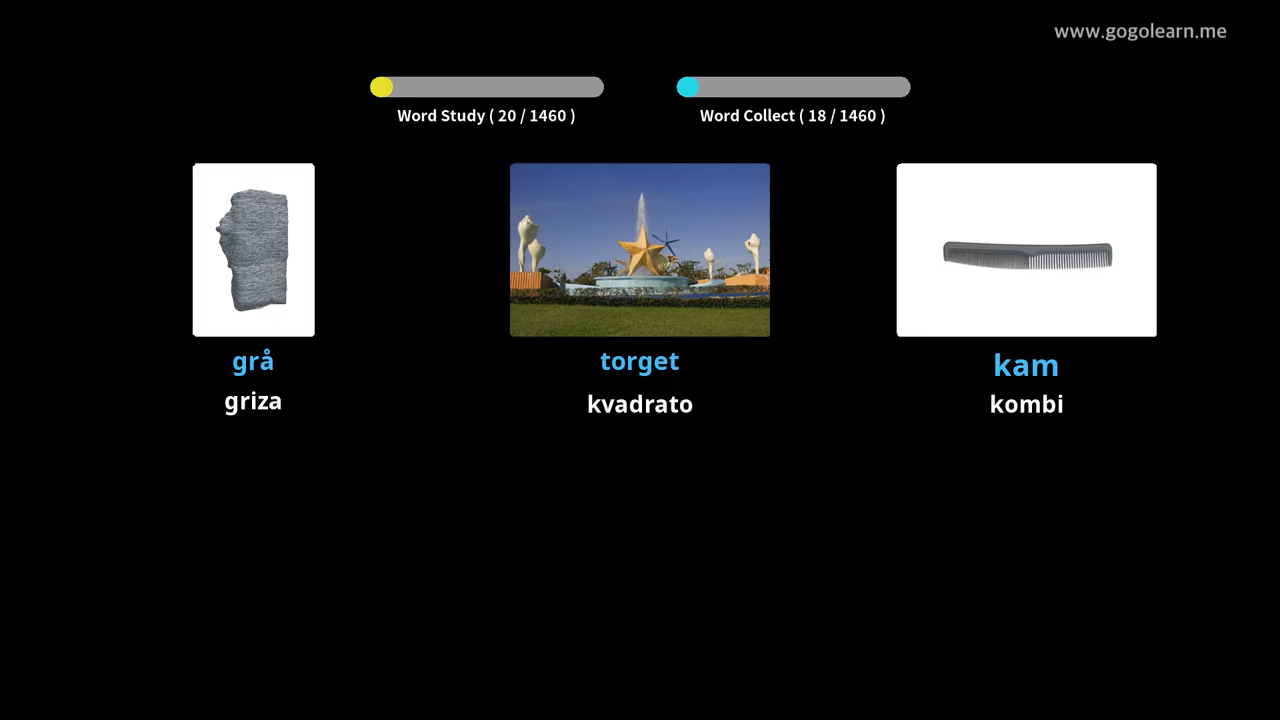 www.gogolearn.me
Word Study ( 20 / 1460 )
Word Collect ( 18 / 1460 )
grå
torget
kam
griza
kvadrato
kombi